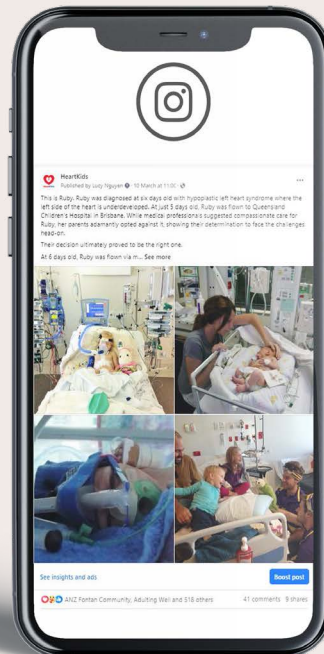 HeartKids
Published by Lucy Nguyen · 10 March at 11:00 ·
This is Ruby. Ruby was diagnosed at six days old with hypoplastic left heart syndrome where the
left side of the heart is underdeveloped. At just 5 days old, Ruby was flown to Queensland
Children's Hospital in Brisbane. While medical professionals suggested compassionate care for
Ruby, her parents adamantly opted against it, showing their determination to face the challenges
head-on.
Their decision ultimately proved to be the right one.
At 6 days old, Ruby was flown via m... See more
See insights and ads
Boost post
ANZ Fontan Community, Adulting Well and 318 others
41 comments 9 shares